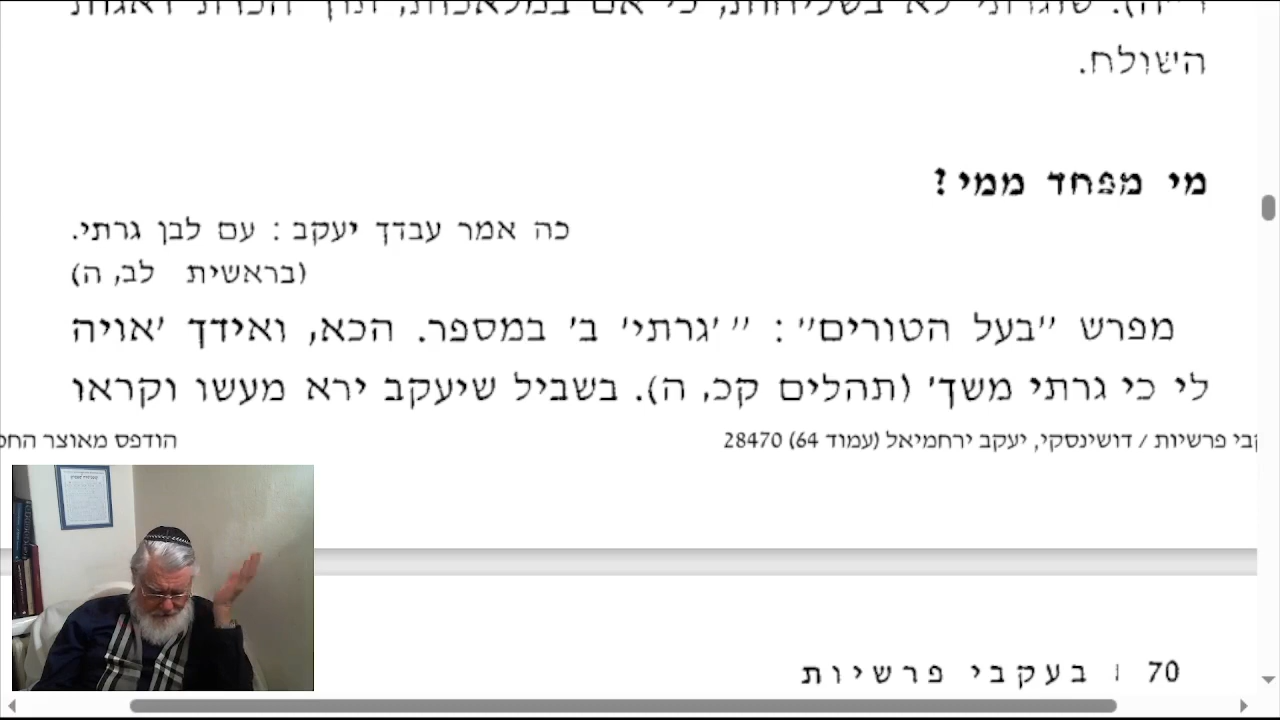 השולח.
מי מפחד ממי?
כה אמר עבדך יעקב : עם לבן גרתי.
(בראשית לב, ה)
מפרש "בעל הטורים" : " 'גרתי' ב' במספר. הכא, ואידך 'אויה
לי כי גרתי משך' (תהלים קכ, ה). בשביל שיעקב ירא מעשו וקראו
פרשיות / דושינסקי, יעקב ירחמיאל (עמוד 64) 28470
הודפס מאוצר
70 | בעקבי פרשיות